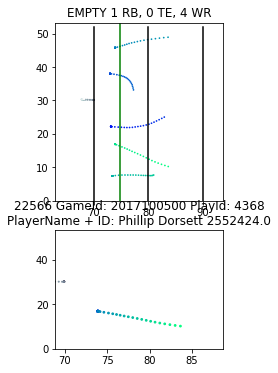 EMPTY 1 RB, 0 TE, 4 WR
50
40
30
20
10
0
70 80 90
22566 GameId: 2017100500 PlayId: 4368
PlayerName + ID: Phillip Dorsett 2552424.0
40
20
0
70 75 80 85